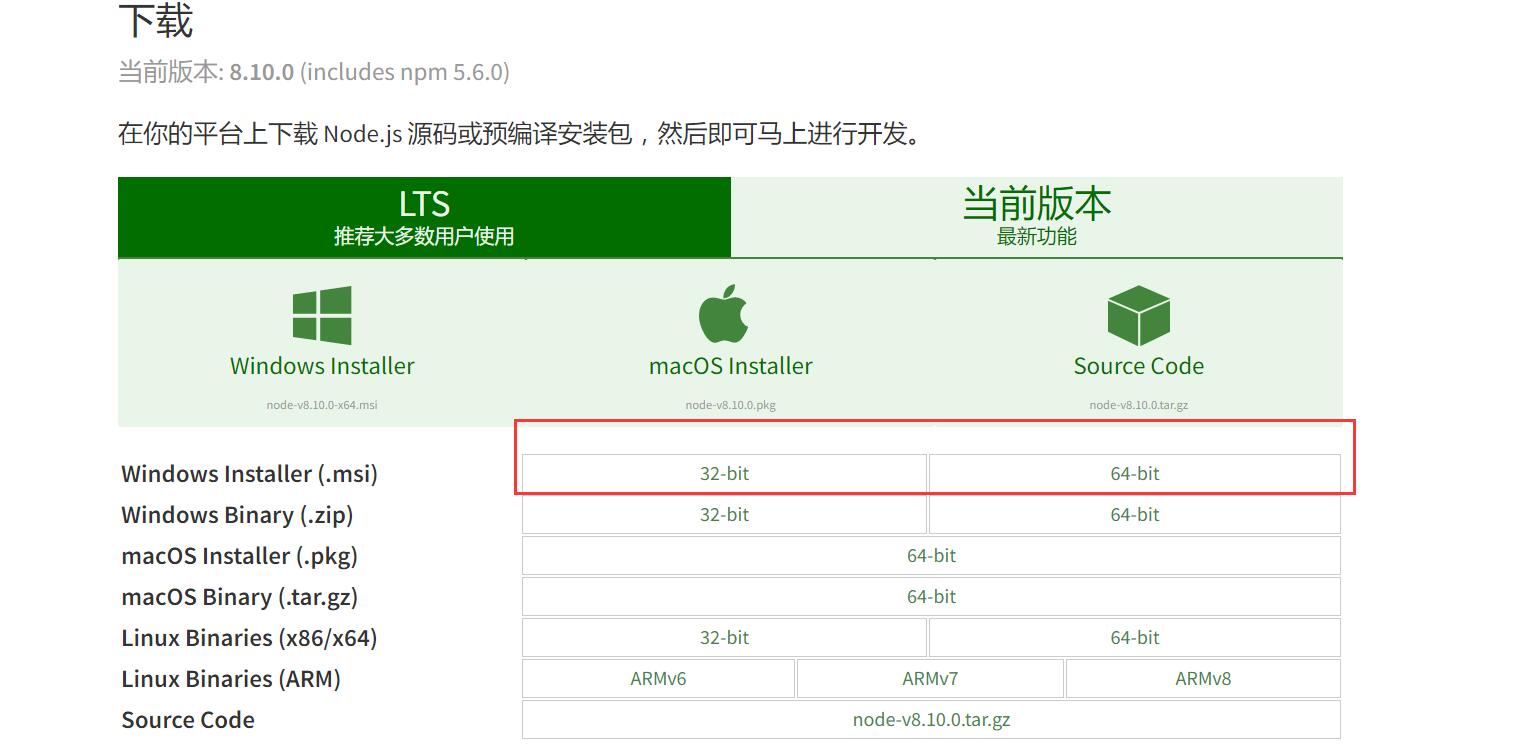 下载
当前版本: 8.10.0 (includes npm 5.6.0)
在你的平台上下载 Node.js 源码或预编译安装包，然后即可马上进行开发。
LTS
推荐大多数用户使用
当前版本
最新功能
Windows Installer
node-v8.10.0-x64.msi
macOS Installer
node-v8.10.0.pkg
Source Code
node-v8.10.0.tar.gz
Windows Installer (.msi) 32-bit 64-bit
Windows Binary (.zip) 32-bit 64-bit
macOS Installer (.pkg) 64-bit
macOS Binary (.tar.gz) 64-bit
Linux Binaries (x86/x64) 32-bit 64-bit
Linux Binaries (ARM) ARMv6 ARMv7 ARMv8
Source Code node-v8.10.0.tar.gz